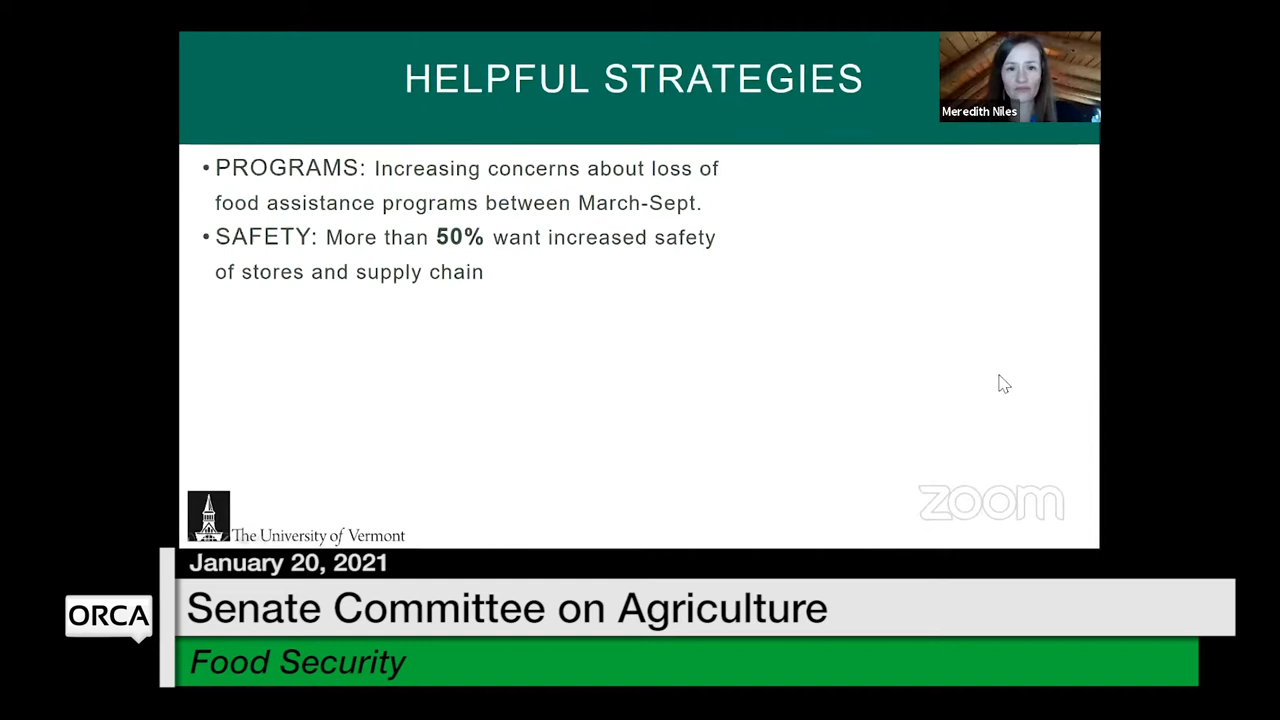 HELPFUL STRATEGIES
Meredith Niles
• PROGRAMS: Increasing concerns about loss of
food assistance programs between March-Sept.
• SAFETY: More than 50% want increased safety
of stores and supply chain
zoom
The University of Vermont
January 20, 2021
ORCA
Senate Committee on Agriculture
Food Security